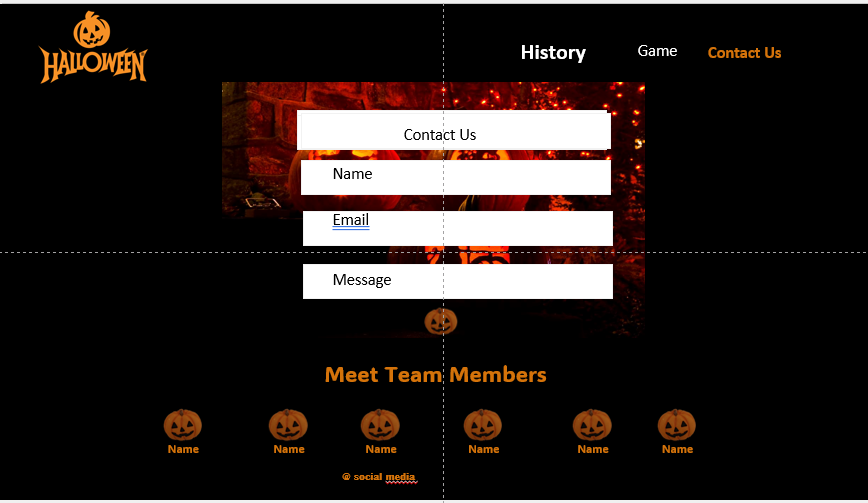 HALLOWEEN
History Game Contact Us
Contact Us
Name
Email
Message
Meet Team Members
Name Name Name Name Name Name
@ social media